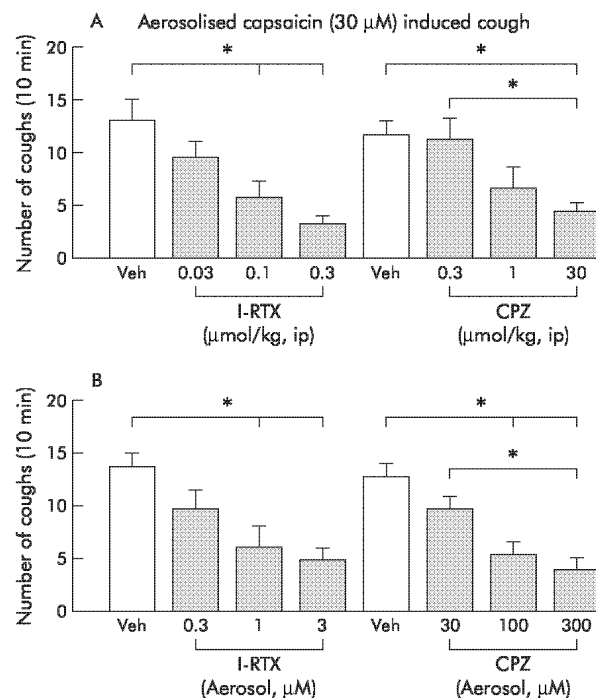 A Aerosolised capsaicin (30 µM) induced cough
Number of coughs (10 min)
20
15
10
5
0
* * *
Veh 0.03 0.1 0.3 Veh 0.3 1 30
I-RTX CPZ
(µmol/kg, ip) (µmol/kg, ip)
B
Number of coughs (10 min)
20
15
10
5
0
* * *
Veh 0.3 1 3 Veh 30 100 300
I-RTX CPZ
(Aerosol, µM) (Aerosol, µM)